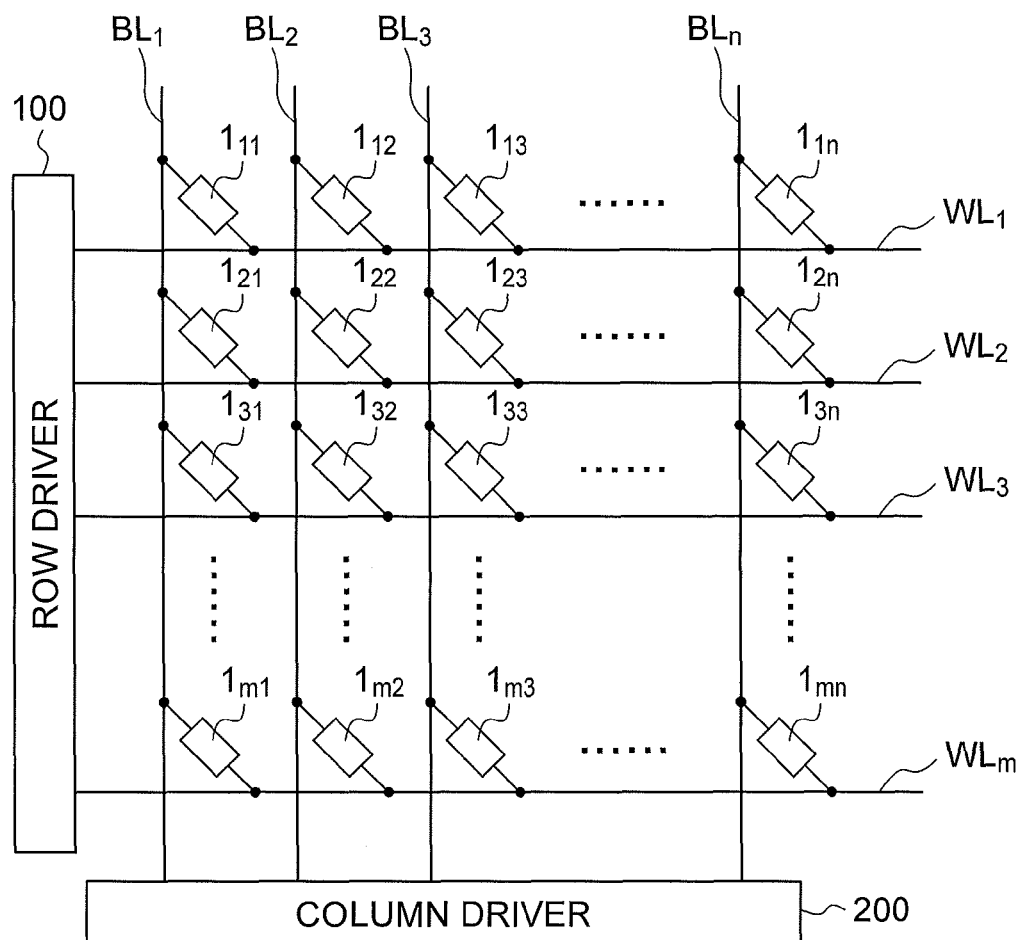 BL₁ BL₂ BL₃ BLₙ
100
1₁₁ 1₁₂ 1₁₃ ...... 1₁ₙ
WL₁
1₂₁ 1₂₂ 1₂₃ ...... 1₂ₙ
WL₂
1₃₁ 1₃₂ 1₃₃ ...... 1₃ₙ
WL₃
ROW DRIVER
1ₘ₁ 1ₘ₂ 1ₘ₃ ...... 1ₘₙ
WLₘ
COLUMN DRIVER
200